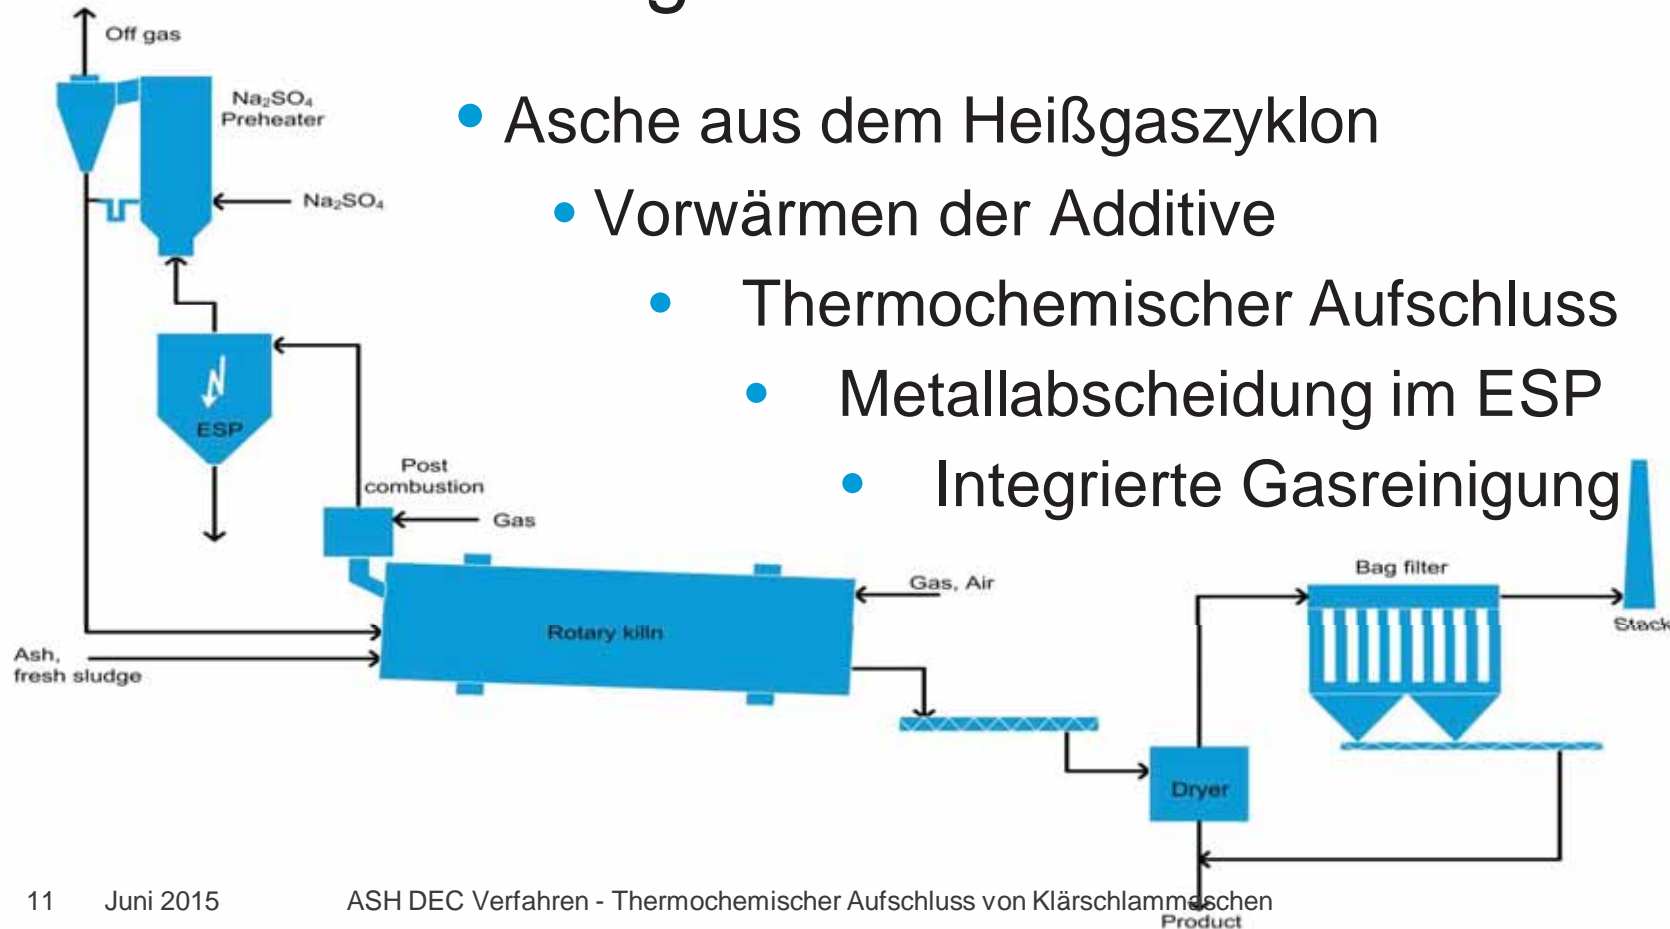 Off gas
Na₂SO₄
Preheater
Na₂SO₄
• Asche aus dem Heißgaszyklon
• Vorwärmen der Additive
• Thermochemischer Aufschluss
• Metallabscheidung im ESP
• Integrierte Gasreinigung
ESP
Post
combustion
Gas
Gas, Air
Rotary killn
Ash,
fresh sludge
Bag filter
Stack
Dryer
Product
11 Juni 2015 ASH DEC Verfahren - Thermochemischer Aufschluss von Klärschlammaschen